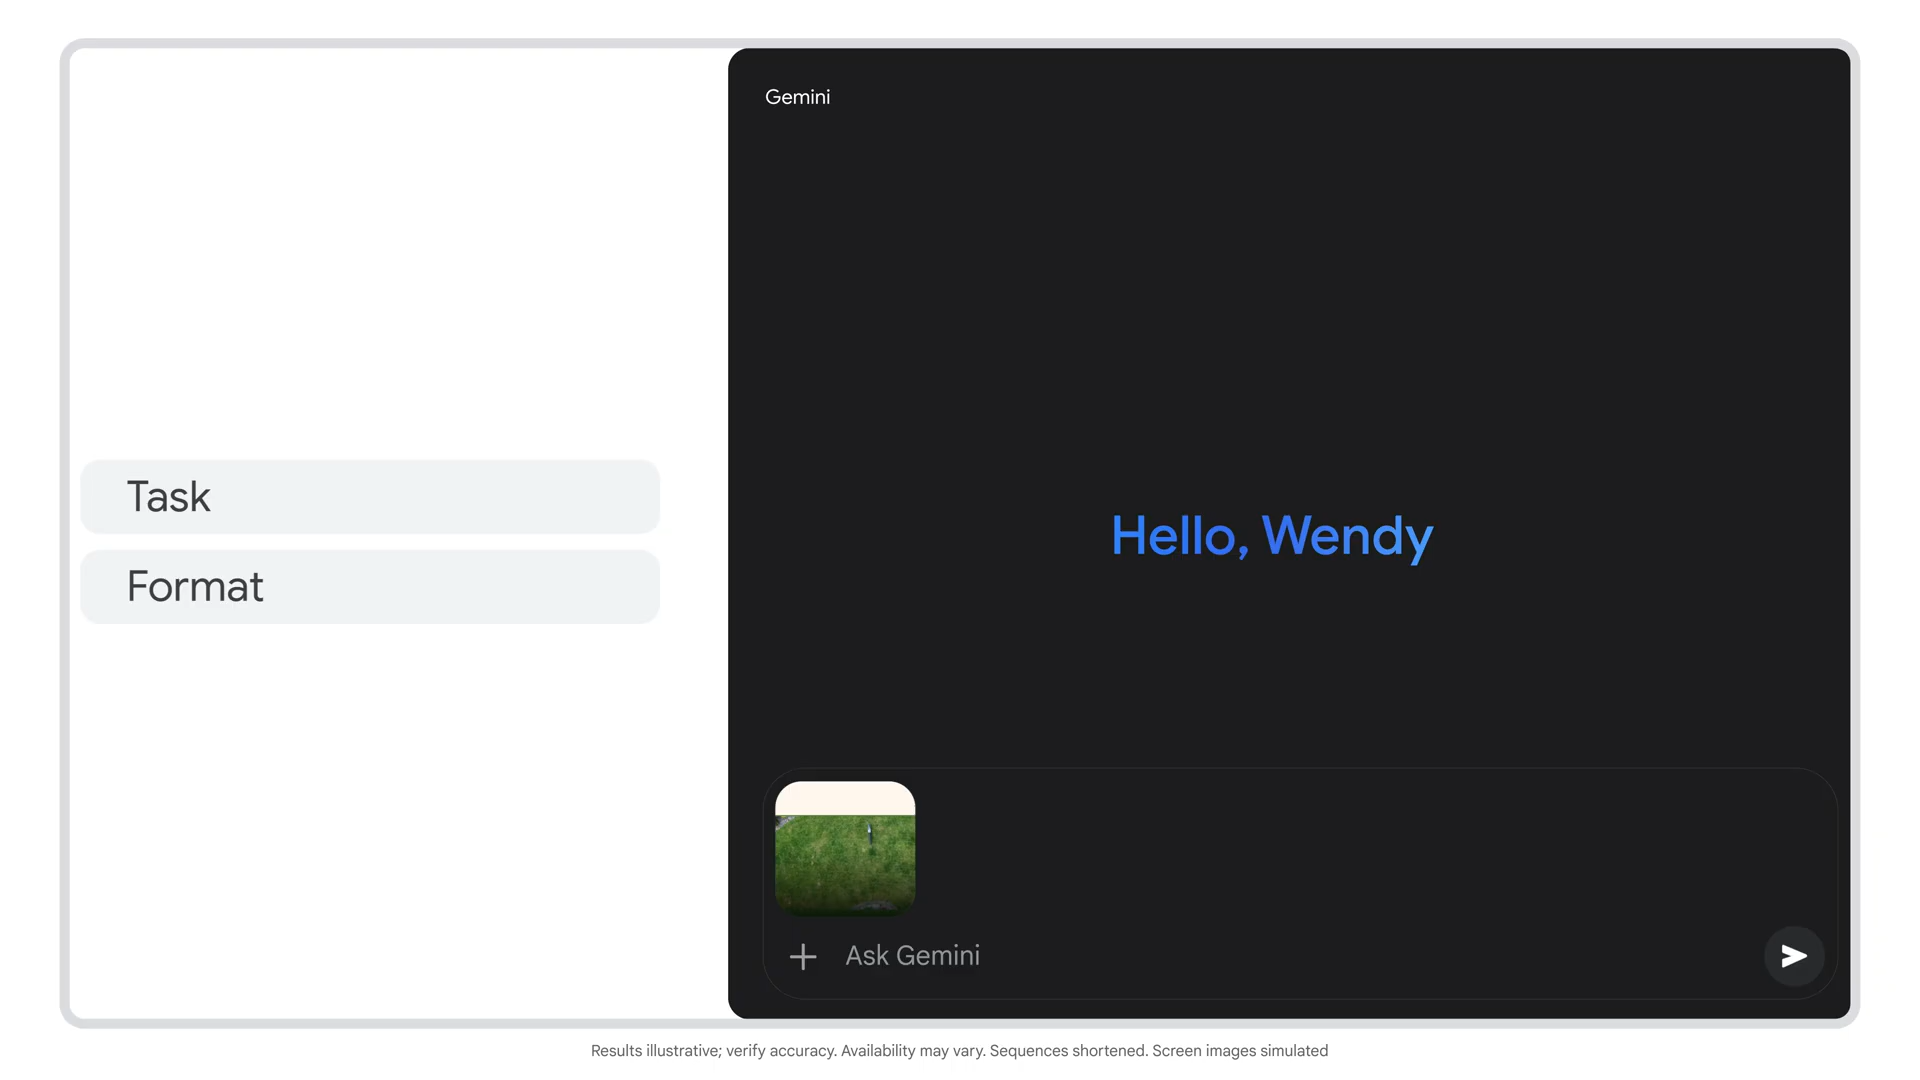 Task
Format
Gemini
Hello, Wendy
Ask Gemini
Results illustrative; verify accuracy. Availability may vary. Sequences shortened. Screen images simulated